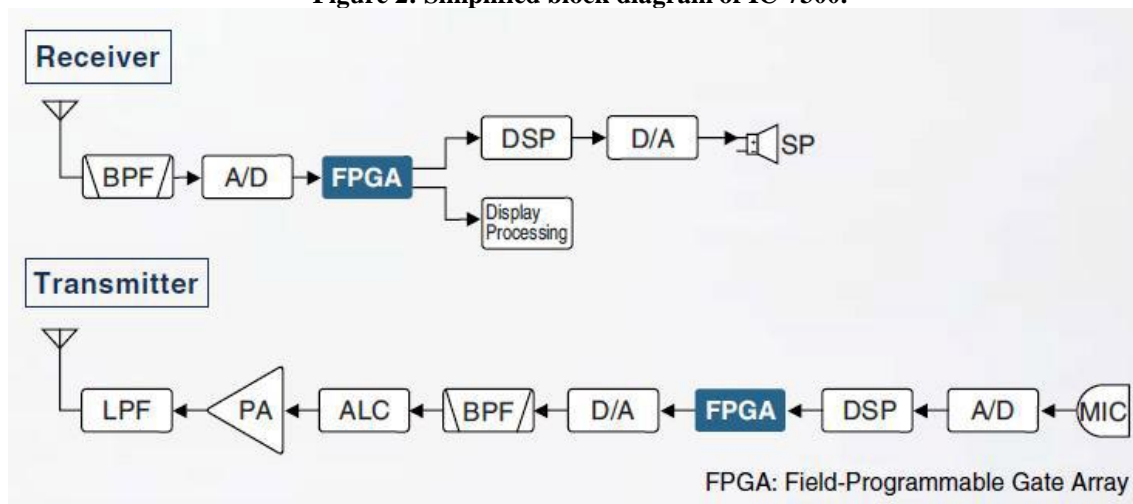 Figure 2: Simplified block diagram of IC-7300.
Receiver
BPF
A/D
FPGA
DSP
D/A
SP
Display
Processing
Transmitter
LPF
PA
ALC
BPF
D/A
FPGA
DSP
A/D
MIC
FPGA: Field-Programmable Gate Array